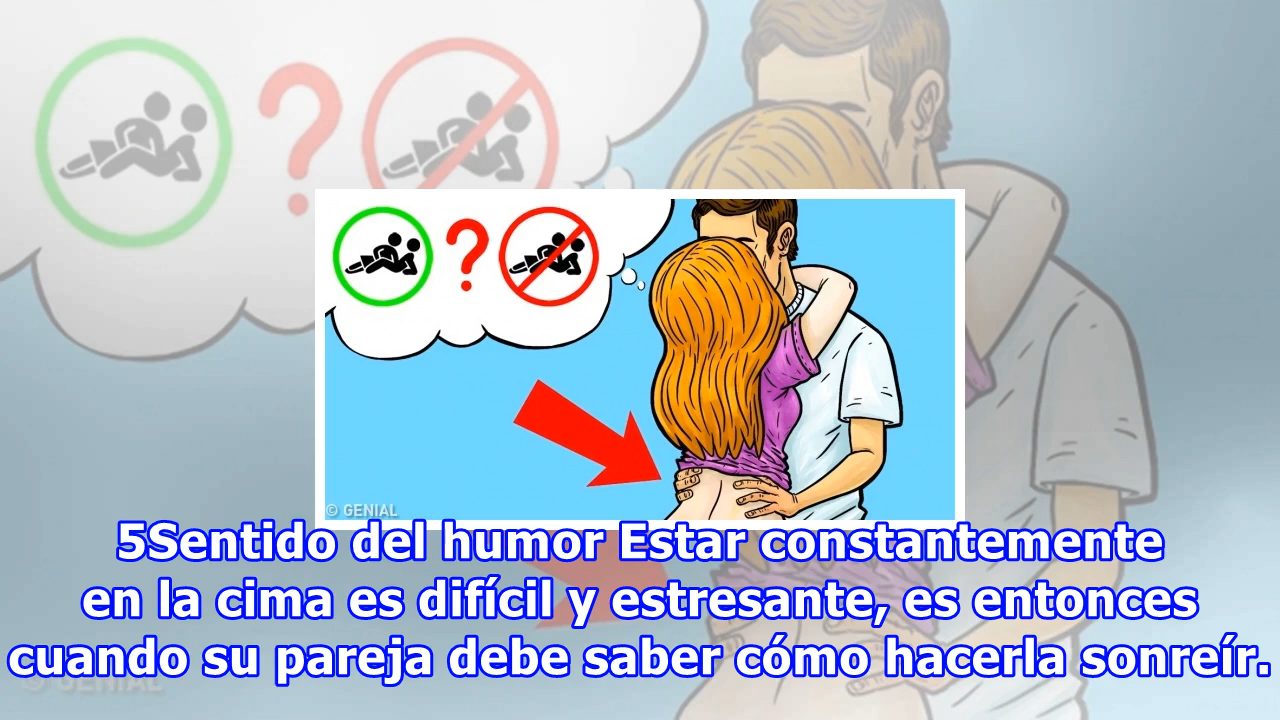 ?
?
© GENIAL
5Sentido del humor Estar constantemente
en la cima es difícil y estresante, es entonces
cuando su pareja debe saber cómo hacerla sonreír.
© GENIAL